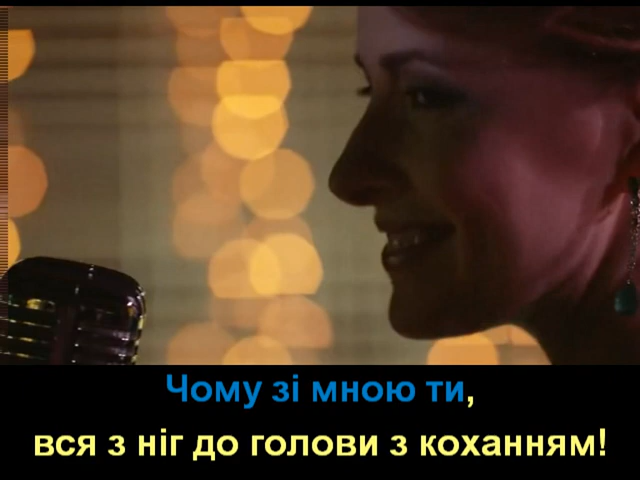 Чому зі мною ти,
вся з ніг до голови з коханням!